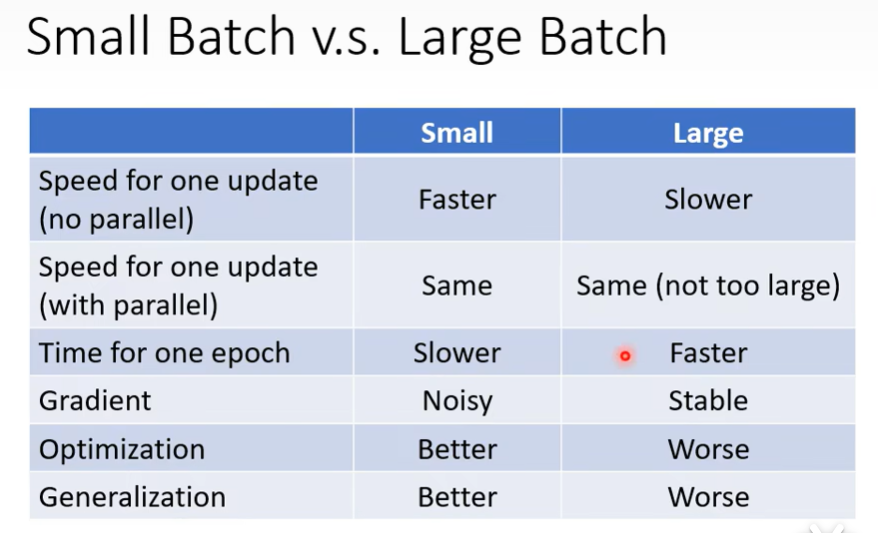 Small Batch v.s. Large Batch
Small Large
Speed for one update
(no parallel) Faster Slower
Speed for one update
(with parallel) Same Same (not too large)
Time for one epoch Slower Faster
Gradient Noisy Stable
Optimization Better Worse
Generalization Better Worse